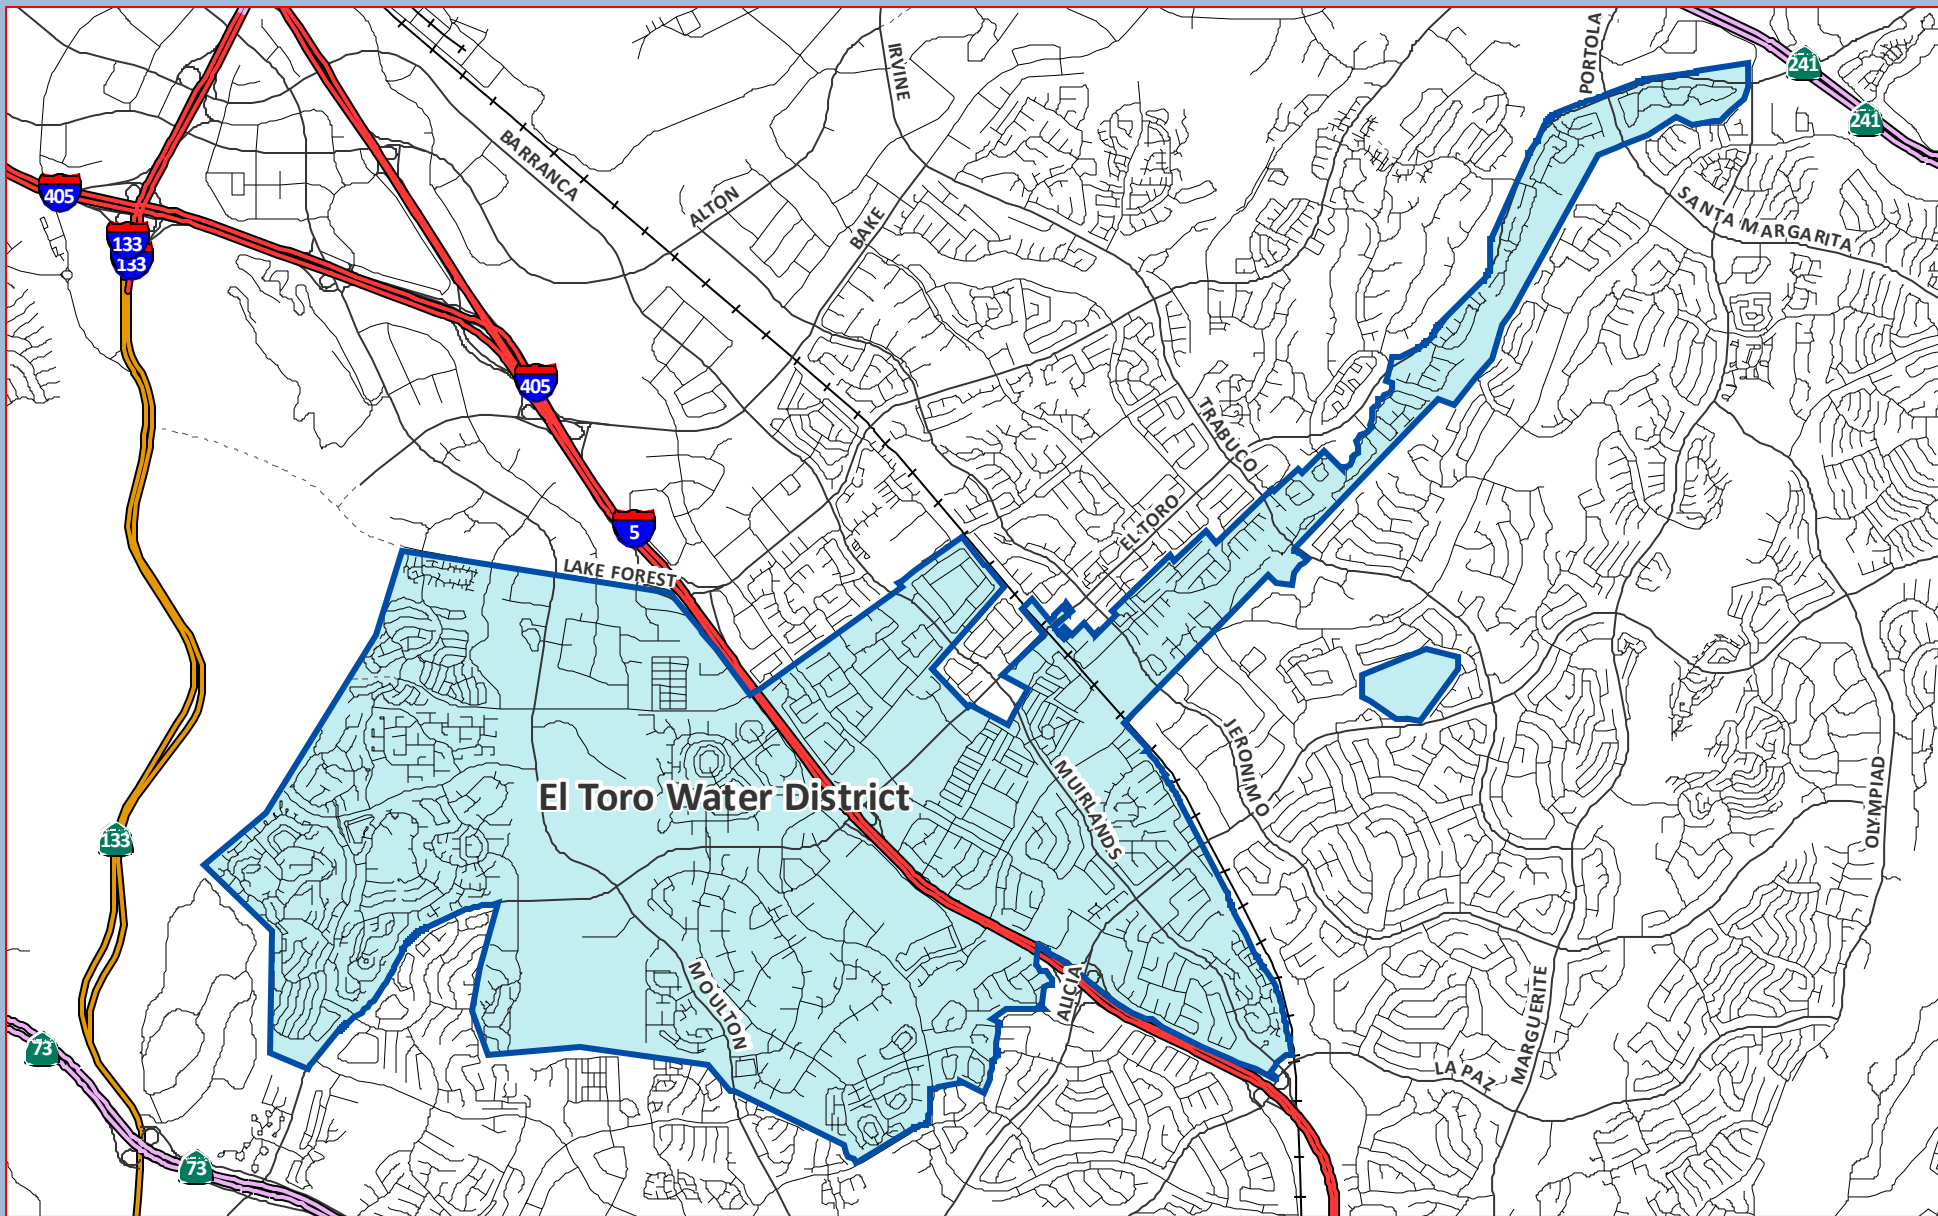 PORTOLA
241
241
IRVINE
BARRANCA
ALTON
BAKE
SANTA MARGARITA
405
133
133
405
TRABUCO
EL TORO
5
LAKE FOREST
JERONIMO
MUIRLANDS
El Toro Water District
OLYMPIAD
133
MOULTON
ALICIA
MARGUERITE
LA PAZ
73
73